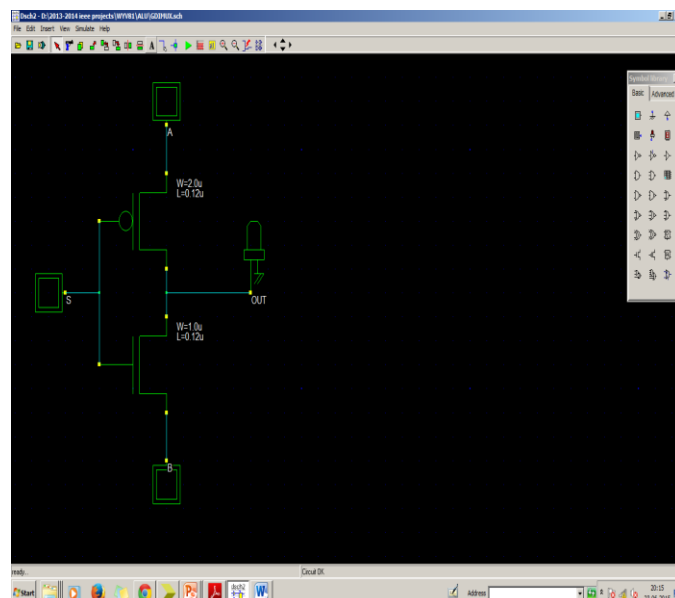 Dsch2 - D:\2013-2014 ieee projects\WYVR1\ALU\GDIMUX.sch
File Edit Insert View Simulate Help
A
Symbol library
Basic Advanced
A
W=2.0u
L=0.12u
S
OUT
W=1.0u
L=0.12u
B
ready...
Circuit OK
Start
dsch2
Address
20:15